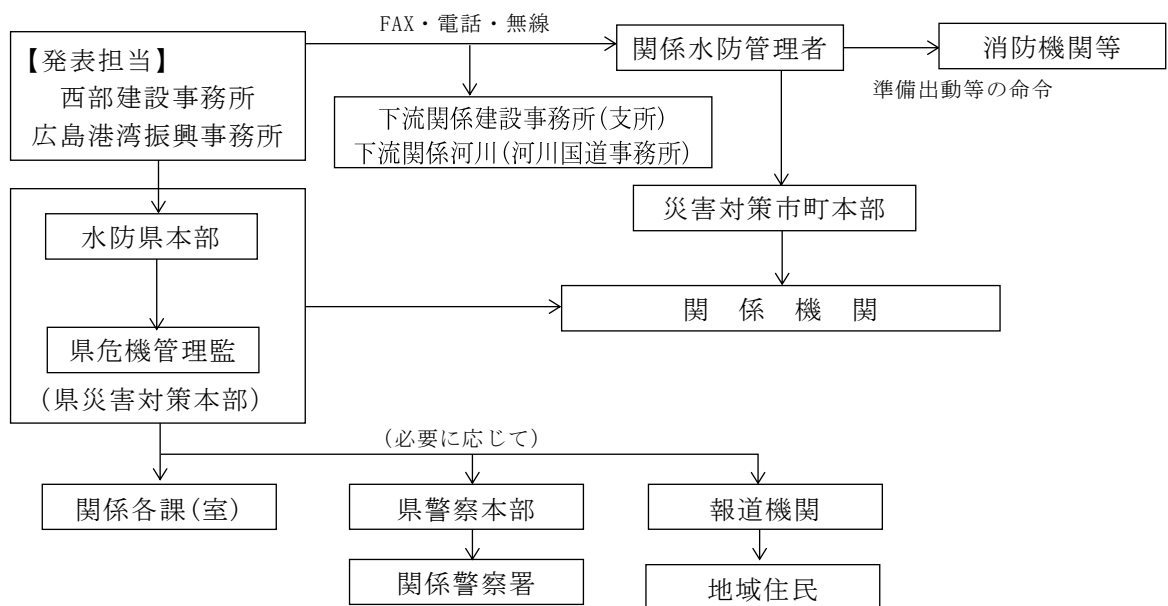 FAX・電話・無線
【発表担当】
西部建設事務所
広島港湾振興事務所
関係水防管理者
消防機関等
準備出動等の命令
下流関係建設事務所(支所)
下流関係河川(河川国道事務所)
災害対策市町本部
水防県本部
関 係 機 関
県危機管理監
(県災害対策本部)
(必要に応じて)
関係各課(室)
県警察本部
報道機関
関係警察署
地域住民